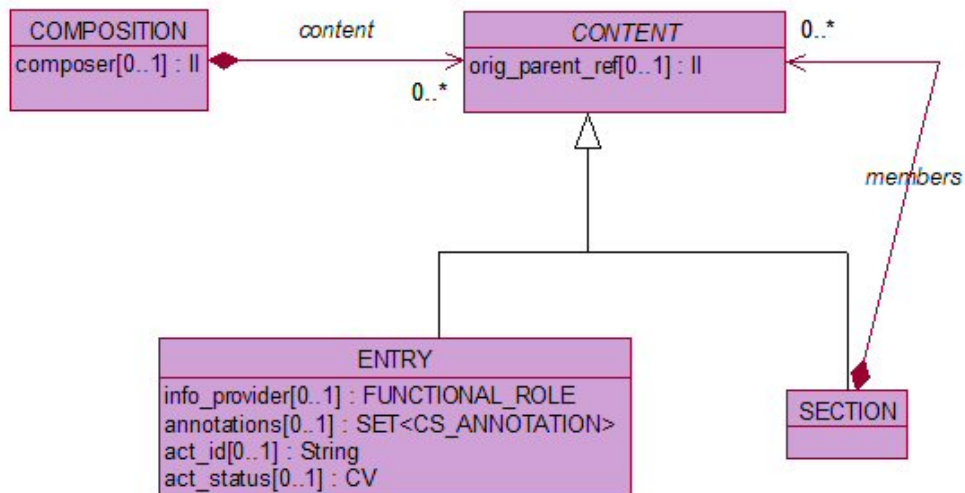 COMPOSITION
composer[0..1] : II
content
0..*
CONTENT
orig_parent_ref[0..1] : II
0..*
members
ENTRY
info_provider[0..1] : FUNCTIONAL_ROLE
annotations[0..1] : SET<CS_ANNOTATION>
act_id[0..1] : String
act_status[0..1] : CV
SECTION